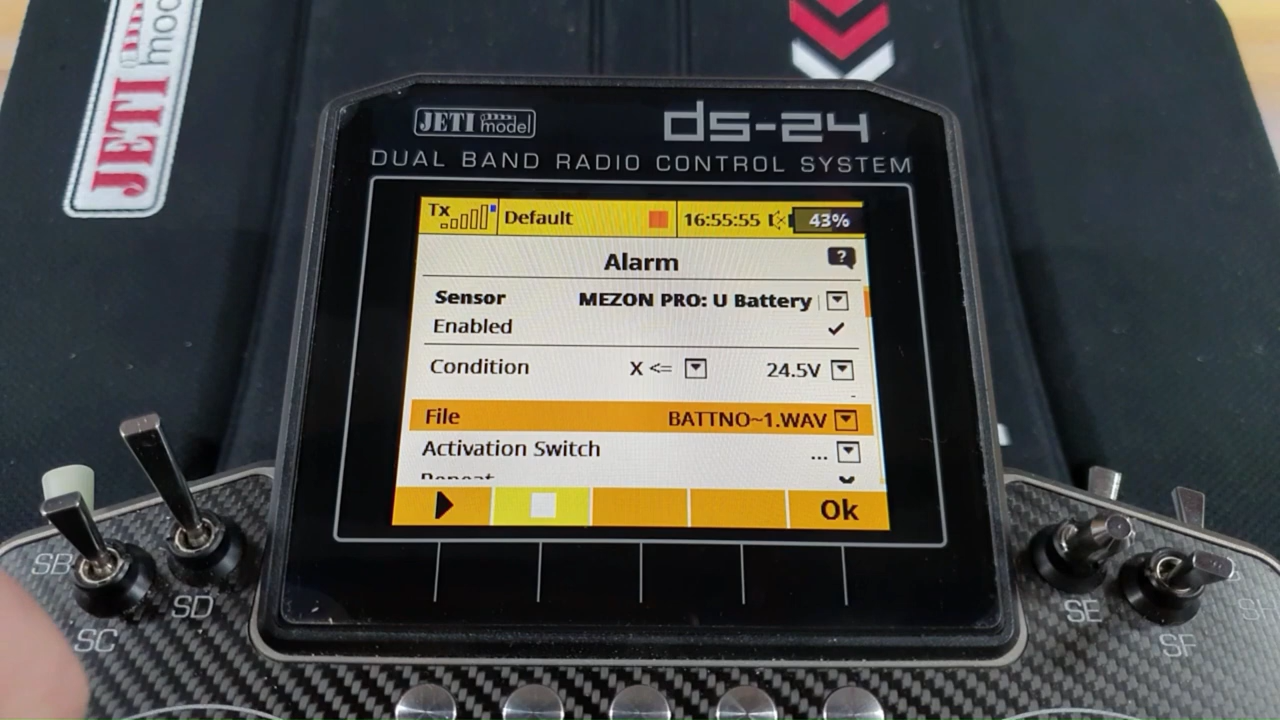 JETI
JETI model
ds-24
DUAL BAND RADIO CONTROL SYSTEM
Tx Default 16:55:55 43%
Alarm ?
Sensor MEZON PRO: U Battery
Enabled
Condition X <= 24.5V
File BATTNO~1.WAV
Activation Switch ...
Repeat
Ok
SB
SD
SC
SE
SF